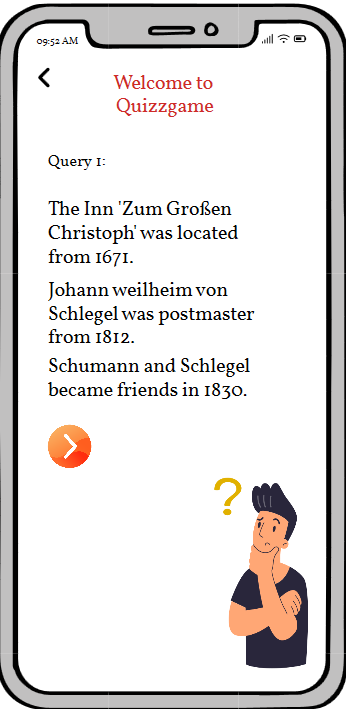 09:52 AM
Welcome to
Quizzgame
Query 1:
The Inn 'Zum Großen
Christoph' was located
from 1671.
Johann weilheim von
Schlegel was postmaster
from 1812.
Schumann and Schlegel
became friends in 1830.
?